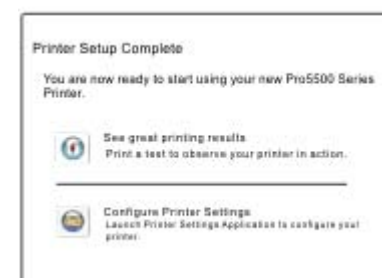 Printer Setup Complete
You are now ready to start using your new Pro5500 Series
Printer.
See great printing results
Print a test to observe your printer in action.
Configure Printer Settings
Launch Printer Settings Application to configure your
printer.